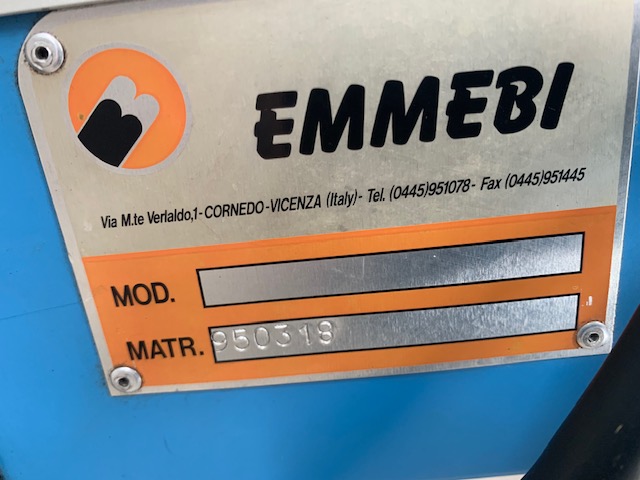 EMMEBI
Via M.te Verlaldo,1-CORNEDO-VICENZA (Italy)- Tel. (0445)951078- Fax (0445)951445
MOD.
MATR. 950318